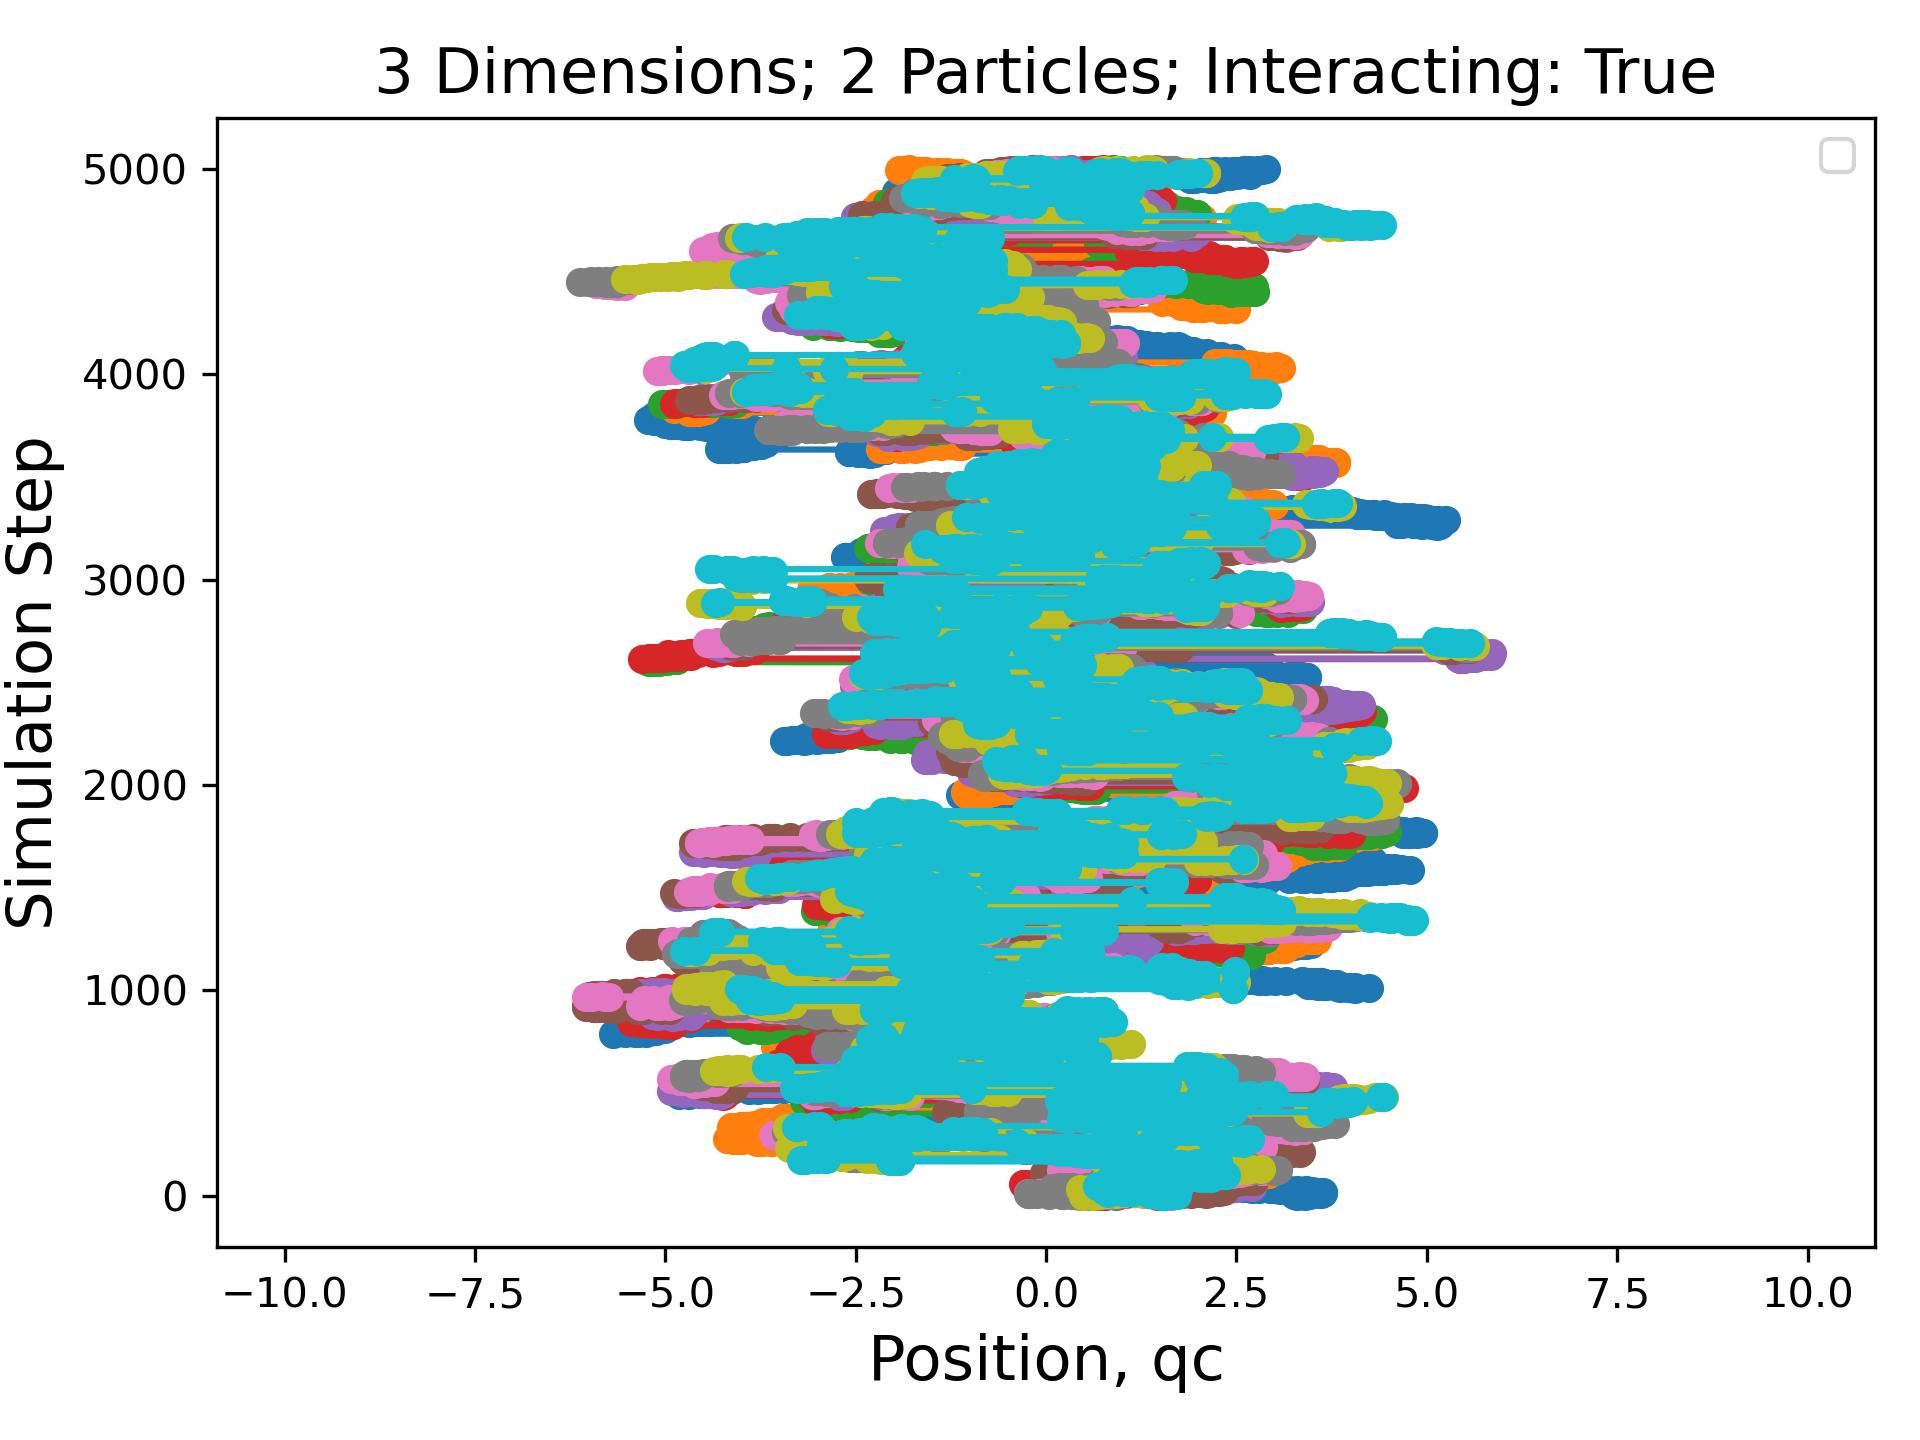 3 Dimensions; 2 Particles; Interacting: True
Simulation Step
5000
4000
3000
2000
1000
0
−10.0 −7.5 −5.0 −2.5 0.0 2.5 5.0 7.5 10.0
Position, qc